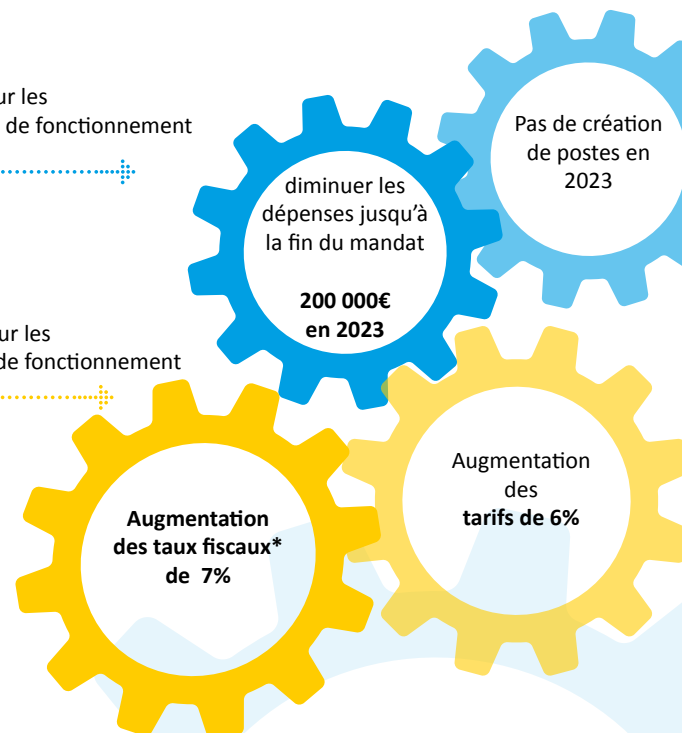 ur les
de fonctionnement
diminuer les
dépenses jusqu'à
la fin du mandat
200 000€
en 2023
Pas de création
de postes en
2023
ur les
de fonctionnement
Augmentation
des taux fiscaux*
de 7%
Augmentation
des
tarifs de 6%